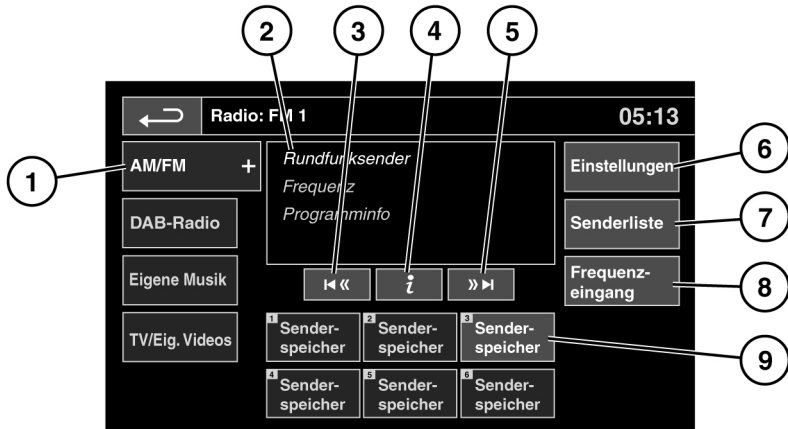 2
3
4
5
Radio: FM 1
05:13
1
AM/FM +
Rundfunksender
Frequenz
Programminfo
Einstellungen
6
DAB-Radio
Senderliste
7
Eigene Musik
i
Frequenz-
eingang
8
TV/Eig. Videos
1 Sender-
speicher
2 Sender-
speicher
3 Sender-
speicher
9
4 Sender-
speicher
5 Sender-
speicher
6 Sender-
speicher